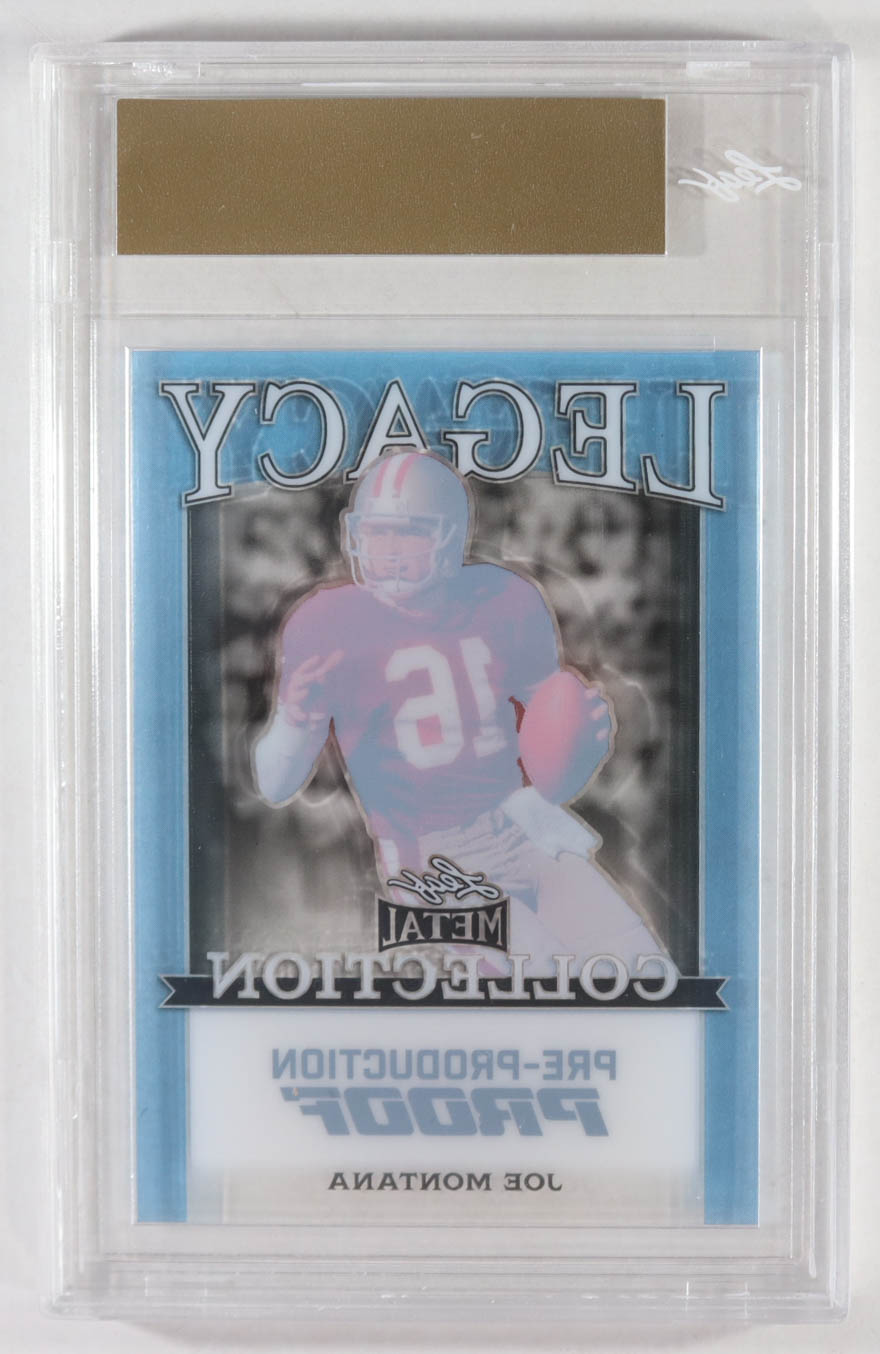 Leaf
LEGACY
16
Leaf
METAL
COLLECTION
PRE-PRODUCTION
PROOF
JOE MONTANA